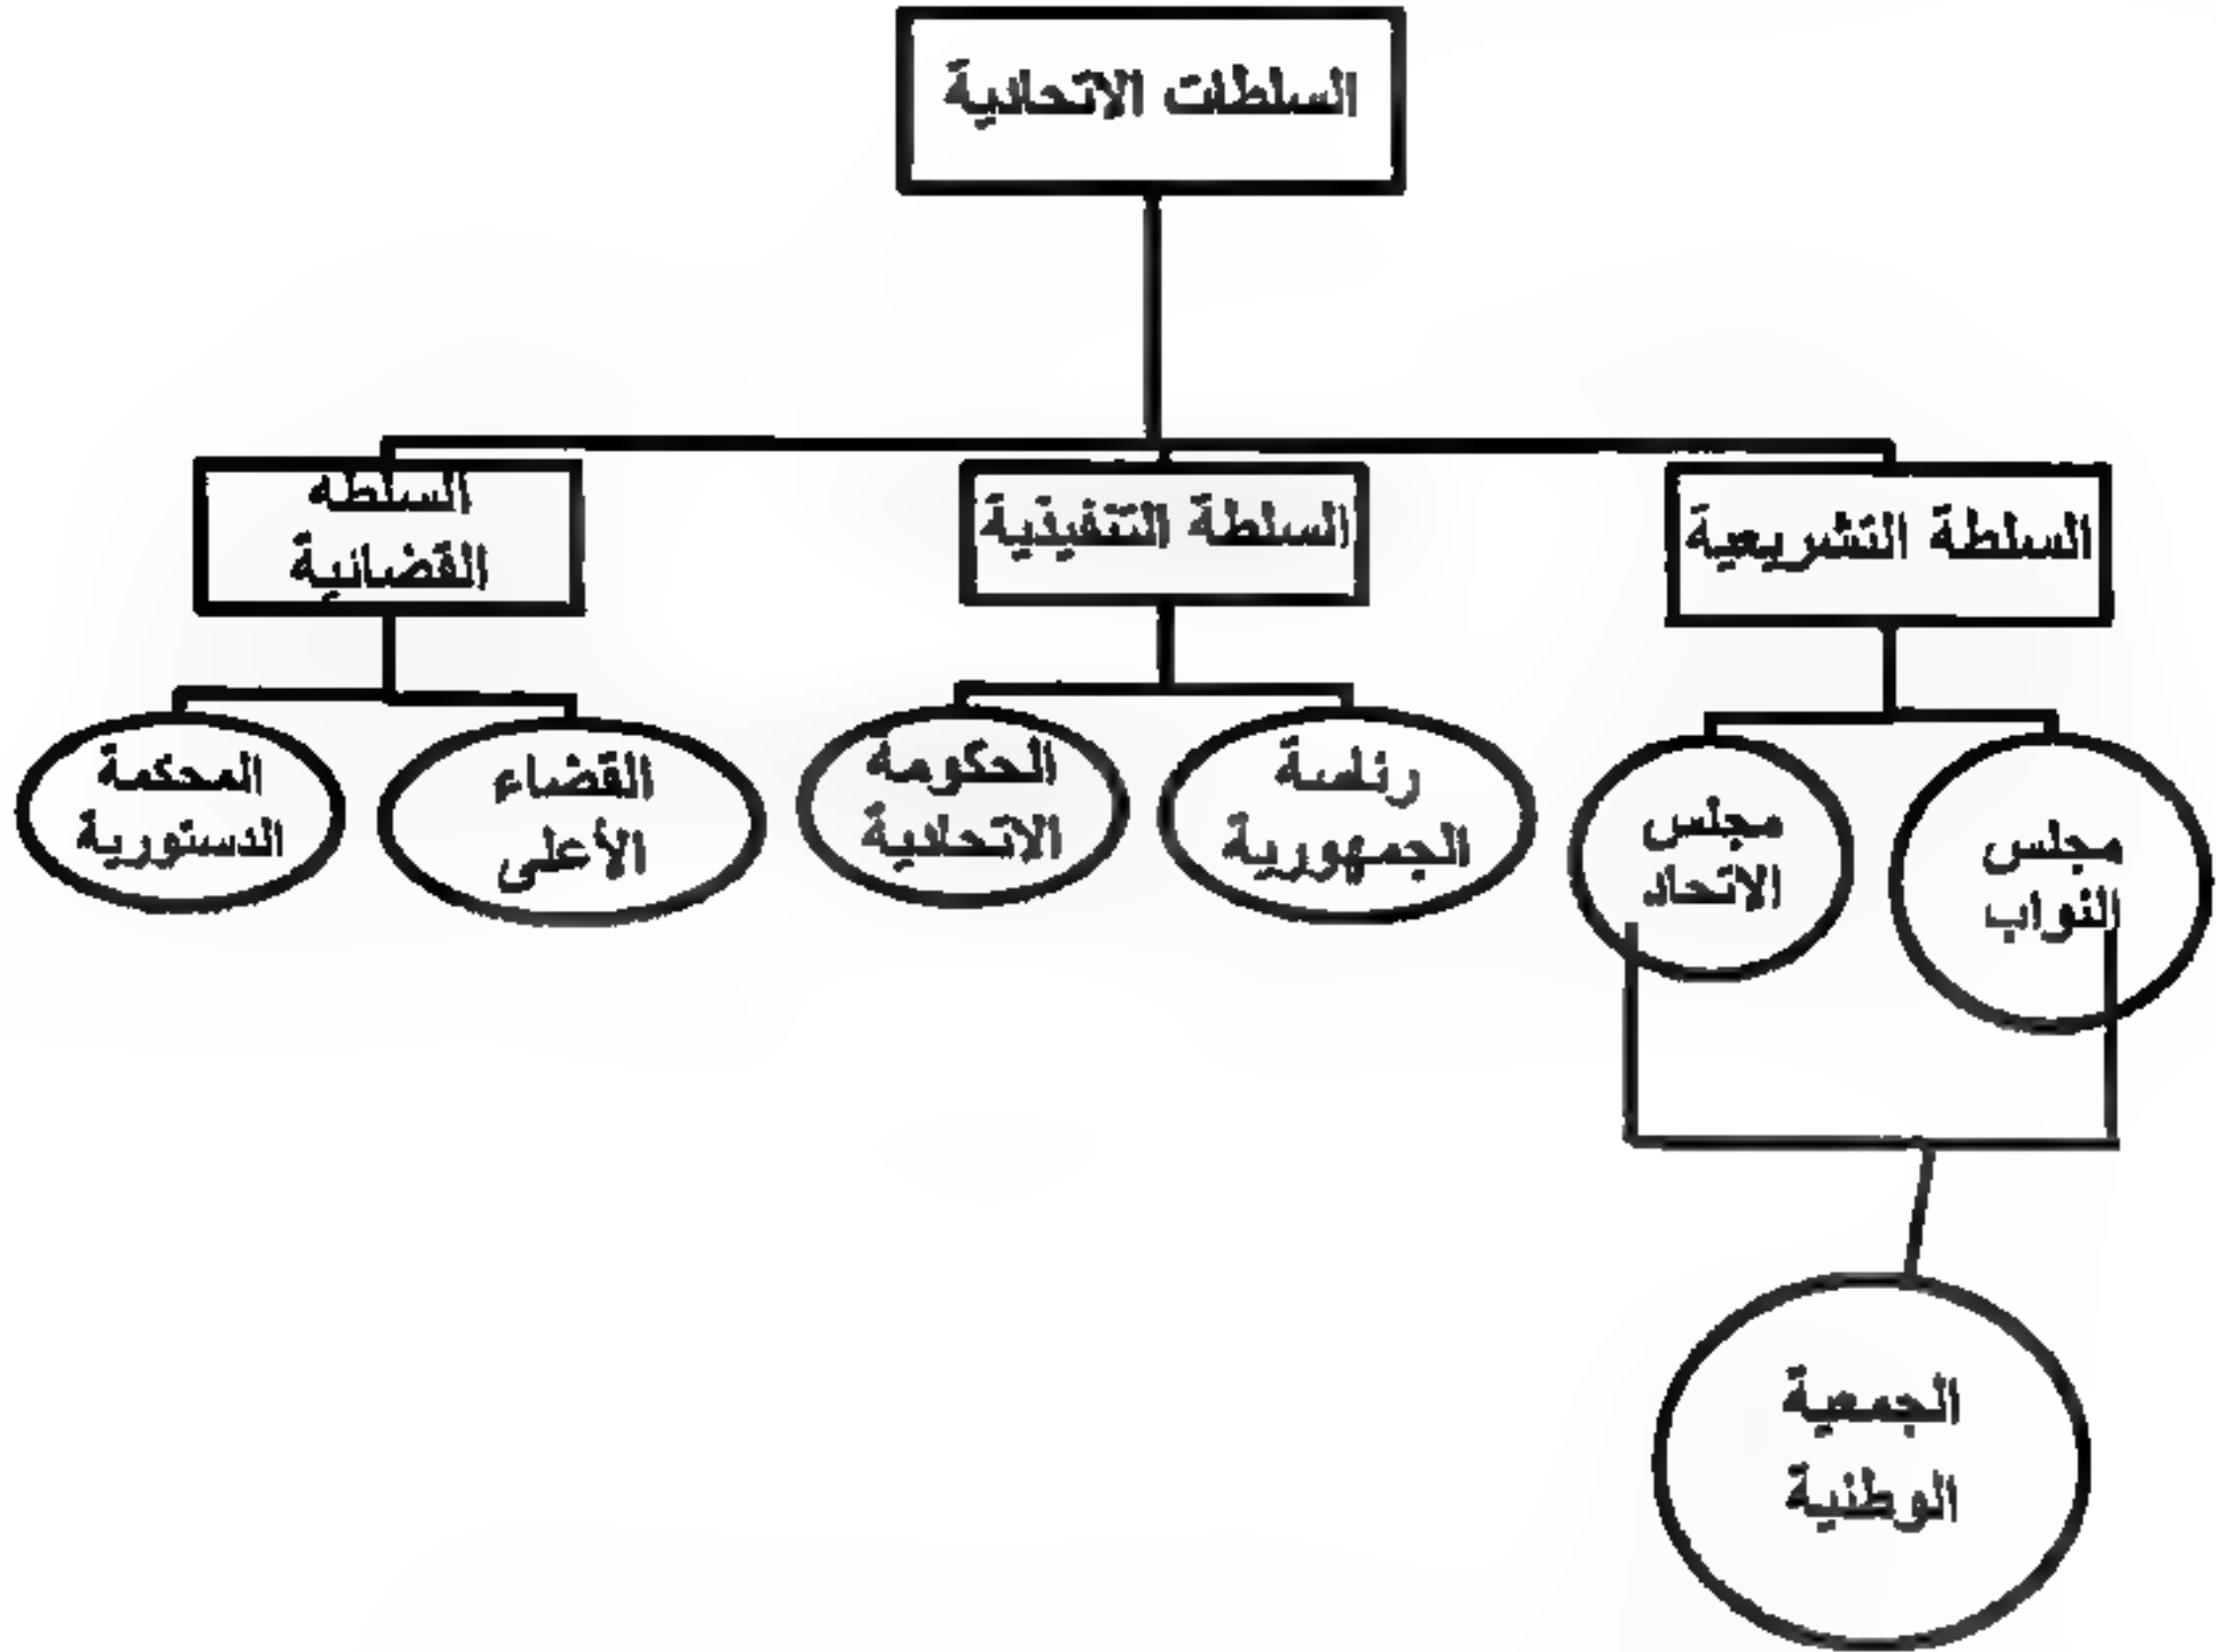 السلطات الاتحادية
السلطة التشريعية
السلطة التنفيذية
السلطة
القضائية
مجلس
النواب
مجلس
الاتحاد
رئاسة
الجمهورية
الحكومة
الاتحادية
القضاء
الأعلى
المحكمة
الدستورية
الجمعية
الوطنية